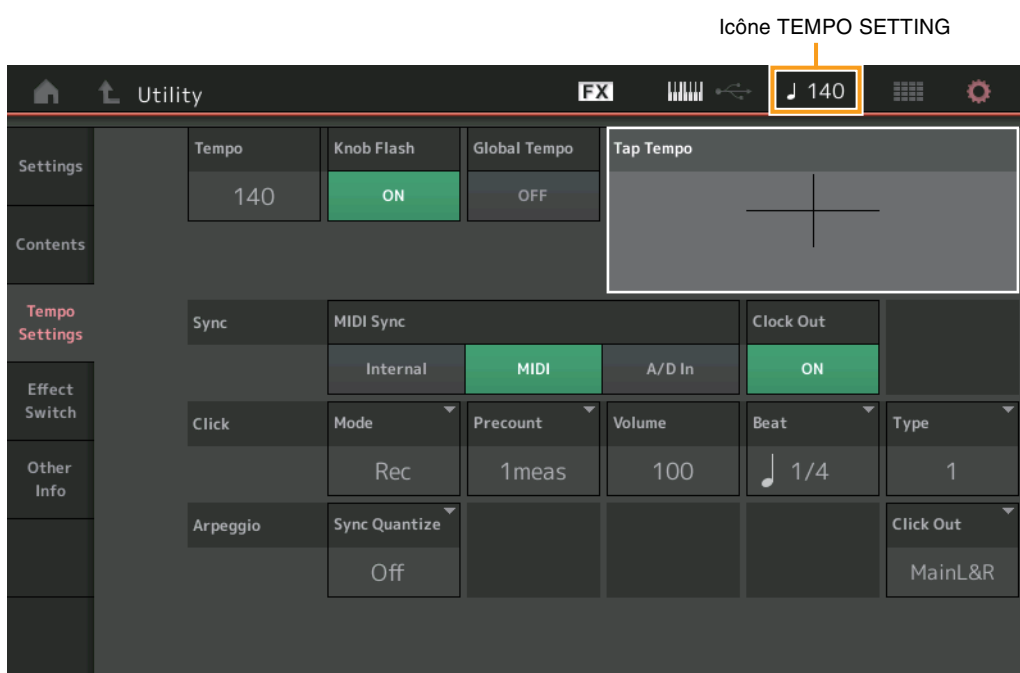 Icône TEMPO SETTING
Utility
FX
♩ 140
Settings
Contents
Tempo
Settings
Effect
Switch
Other
Info
Tempo
140
Knob Flash
ON
Global Tempo
OFF
Tap Tempo
Sync
MIDI Sync
Internal
MIDI
A/D In
Clock Out
ON
Click
Mode
Rec
Precount
1meas
Volume
100
Beat
♩ 1/4
Type
1
Arpeggio
Sync Quantize
Off
Click Out
MainL&R